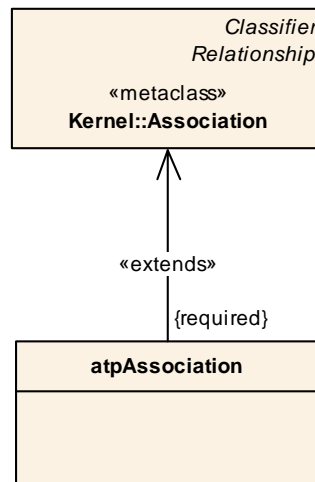 Classifier
Relationship
«metaclass»
Kernel::Association
«extends»
{required}
atpAssociation